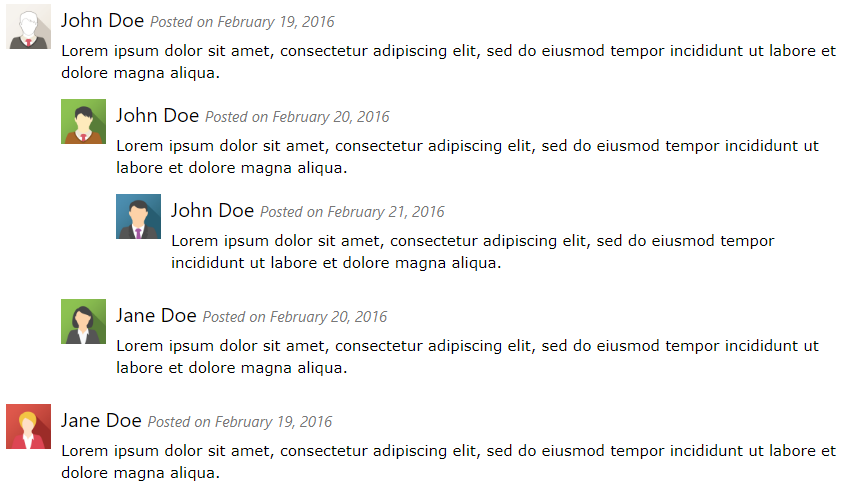 John Doe Posted on February 19, 2016
Lorem ipsum dolor sit amet, consectetur adipiscing elit, sed do eiusmod tempor incididunt ut labore et
dolore magna aliqua.
John Doe Posted on February 20, 2016
Lorem ipsum dolor sit amet, consectetur adipiscing elit, sed do eiusmod tempor incididunt ut
labore et dolore magna aliqua.
John Doe Posted on February 21, 2016
Lorem ipsum dolor sit amet, consectetur adipiscing elit, sed do eiusmod tempor
incididunt ut labore et dolore magna aliqua.
Jane Doe Posted on February 20, 2016
Lorem ipsum dolor sit amet, consectetur adipiscing elit, sed do eiusmod tempor incididunt ut
labore et dolore magna aliqua.
Jane Doe Posted on February 19, 2016
Lorem ipsum dolor sit amet, consectetur adipiscing elit, sed do eiusmod tempor incididunt ut labore et
dolore magna aliqua.